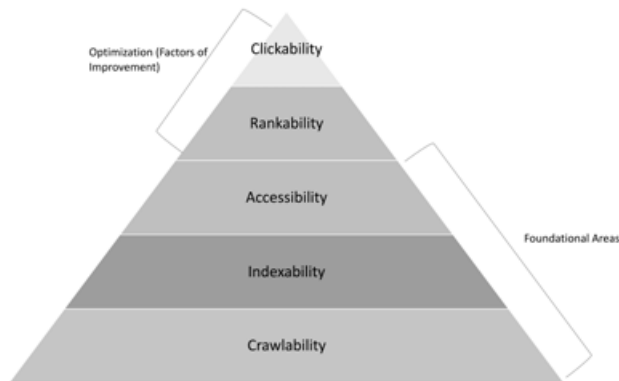 Clickability
Optimization (Factors of
Improvement)
Rankability
Accessibility
Foundational Areas
Indexability
Crawlability